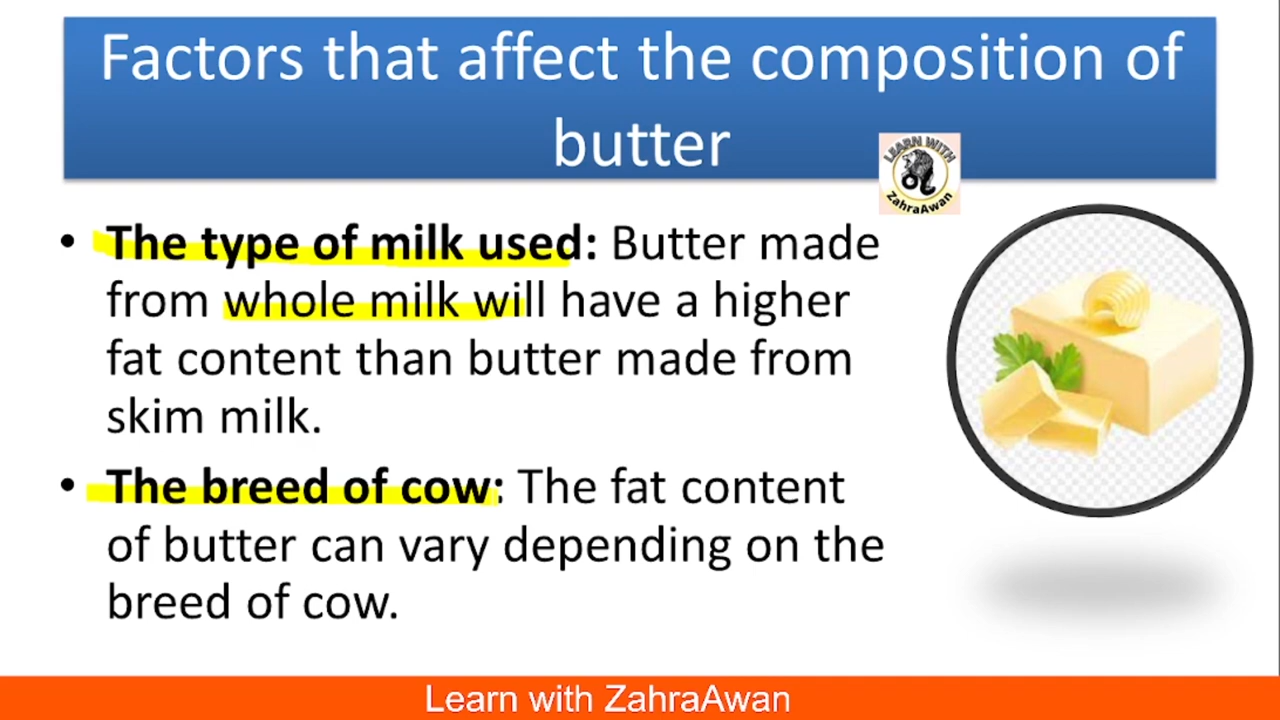 Factors that affect the composition of
butter
LEARN WITH
ZahraAwan
• The type of milk used: Butter made
from whole milk will have a higher
fat content than butter made from
skim milk.
• The breed of cow: The fat content
of butter can vary depending on the
breed of cow.
Learn with ZahraAwan